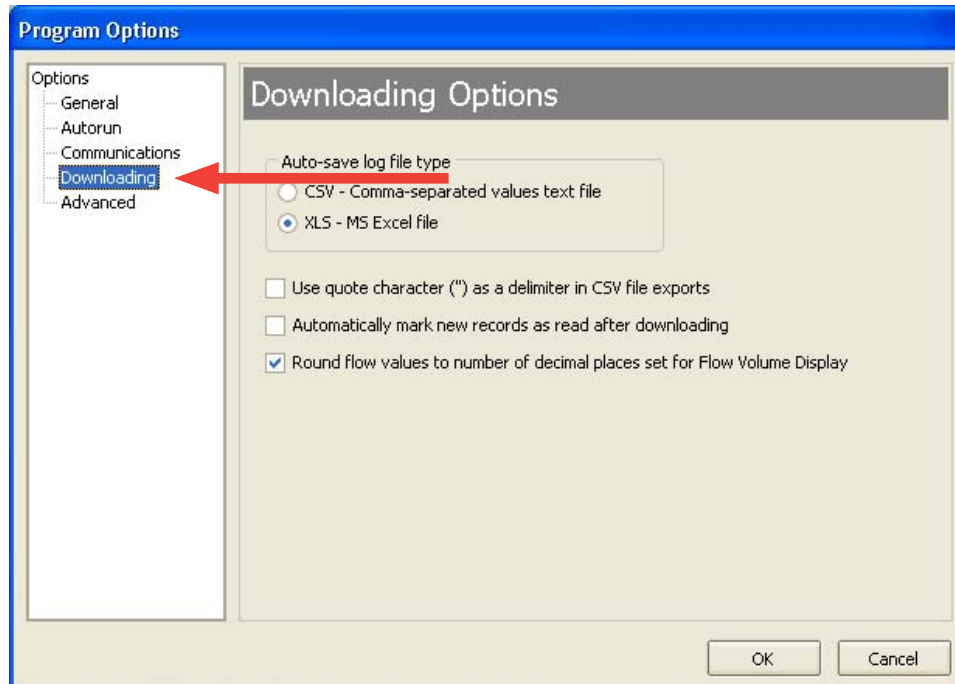 Program Options
Options
General
Autorun
Communications
Downloading
Advanced
Downloading Options
Auto-save log file type
CSV - Comma-separated values text file
XLS - MS Excel file
Use quote character (") as a delimiter in CSV file exports
Automatically mark new records as read after downloading
Round flow values to number of decimal places set for Flow Volume Display
OK
Cancel